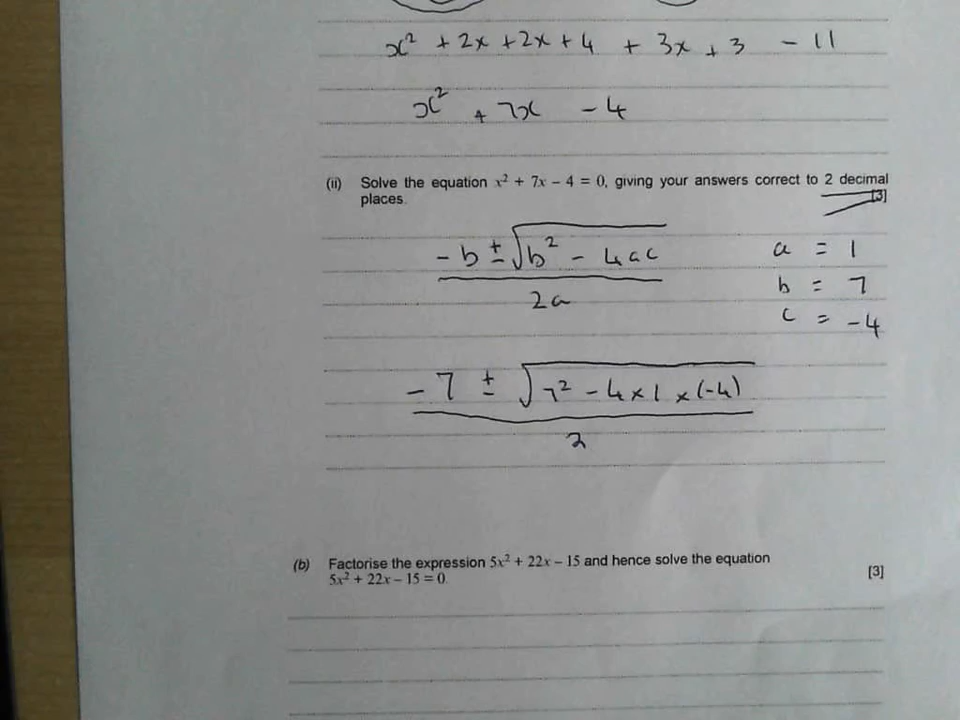 x² + 2x + 2x + 4 + 3x + 3 - 11
x² + 7x - 4
(ii) Solve the equation x² + 7x – 4 = 0, giving your answers correct to 2 decimal
places. [3]
-b ± √b² - 4ac
2a
a = 1
b = 7
c = -4
-7 ± √7² - 4 × 1 × (-4)
2
(b) Factorise the expression 5x² + 22x – 15 and hence solve the equation
5x² + 22x – 15 = 0. [3]